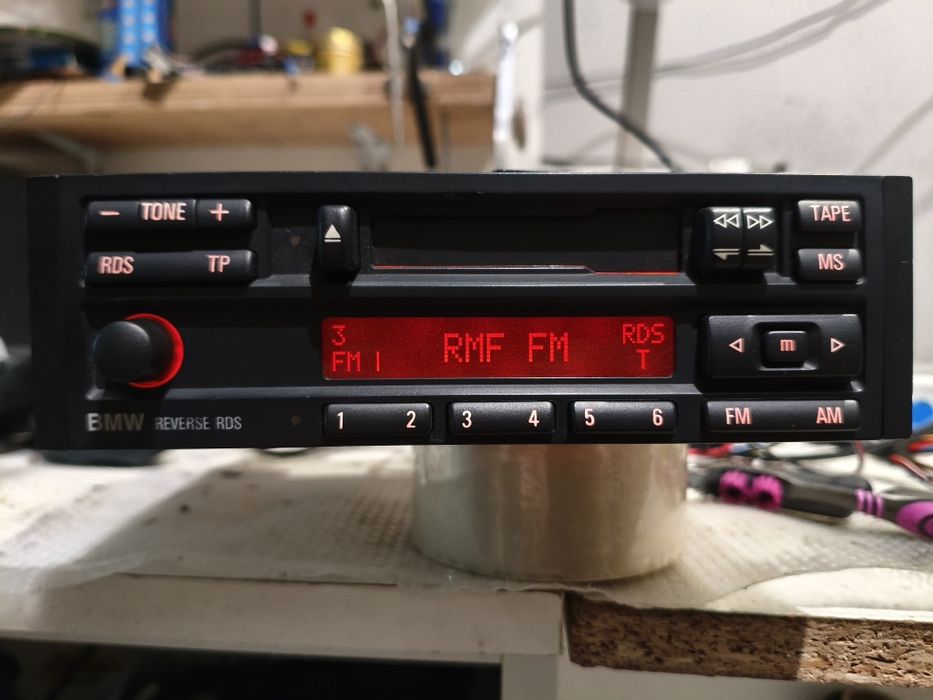 − TONE +
RDS TP
TAPE
MS
3
FM 1
RMF FM
RDS
T
m
BMW REVERSE RDS
1 2 3 4 5 6
FM AM